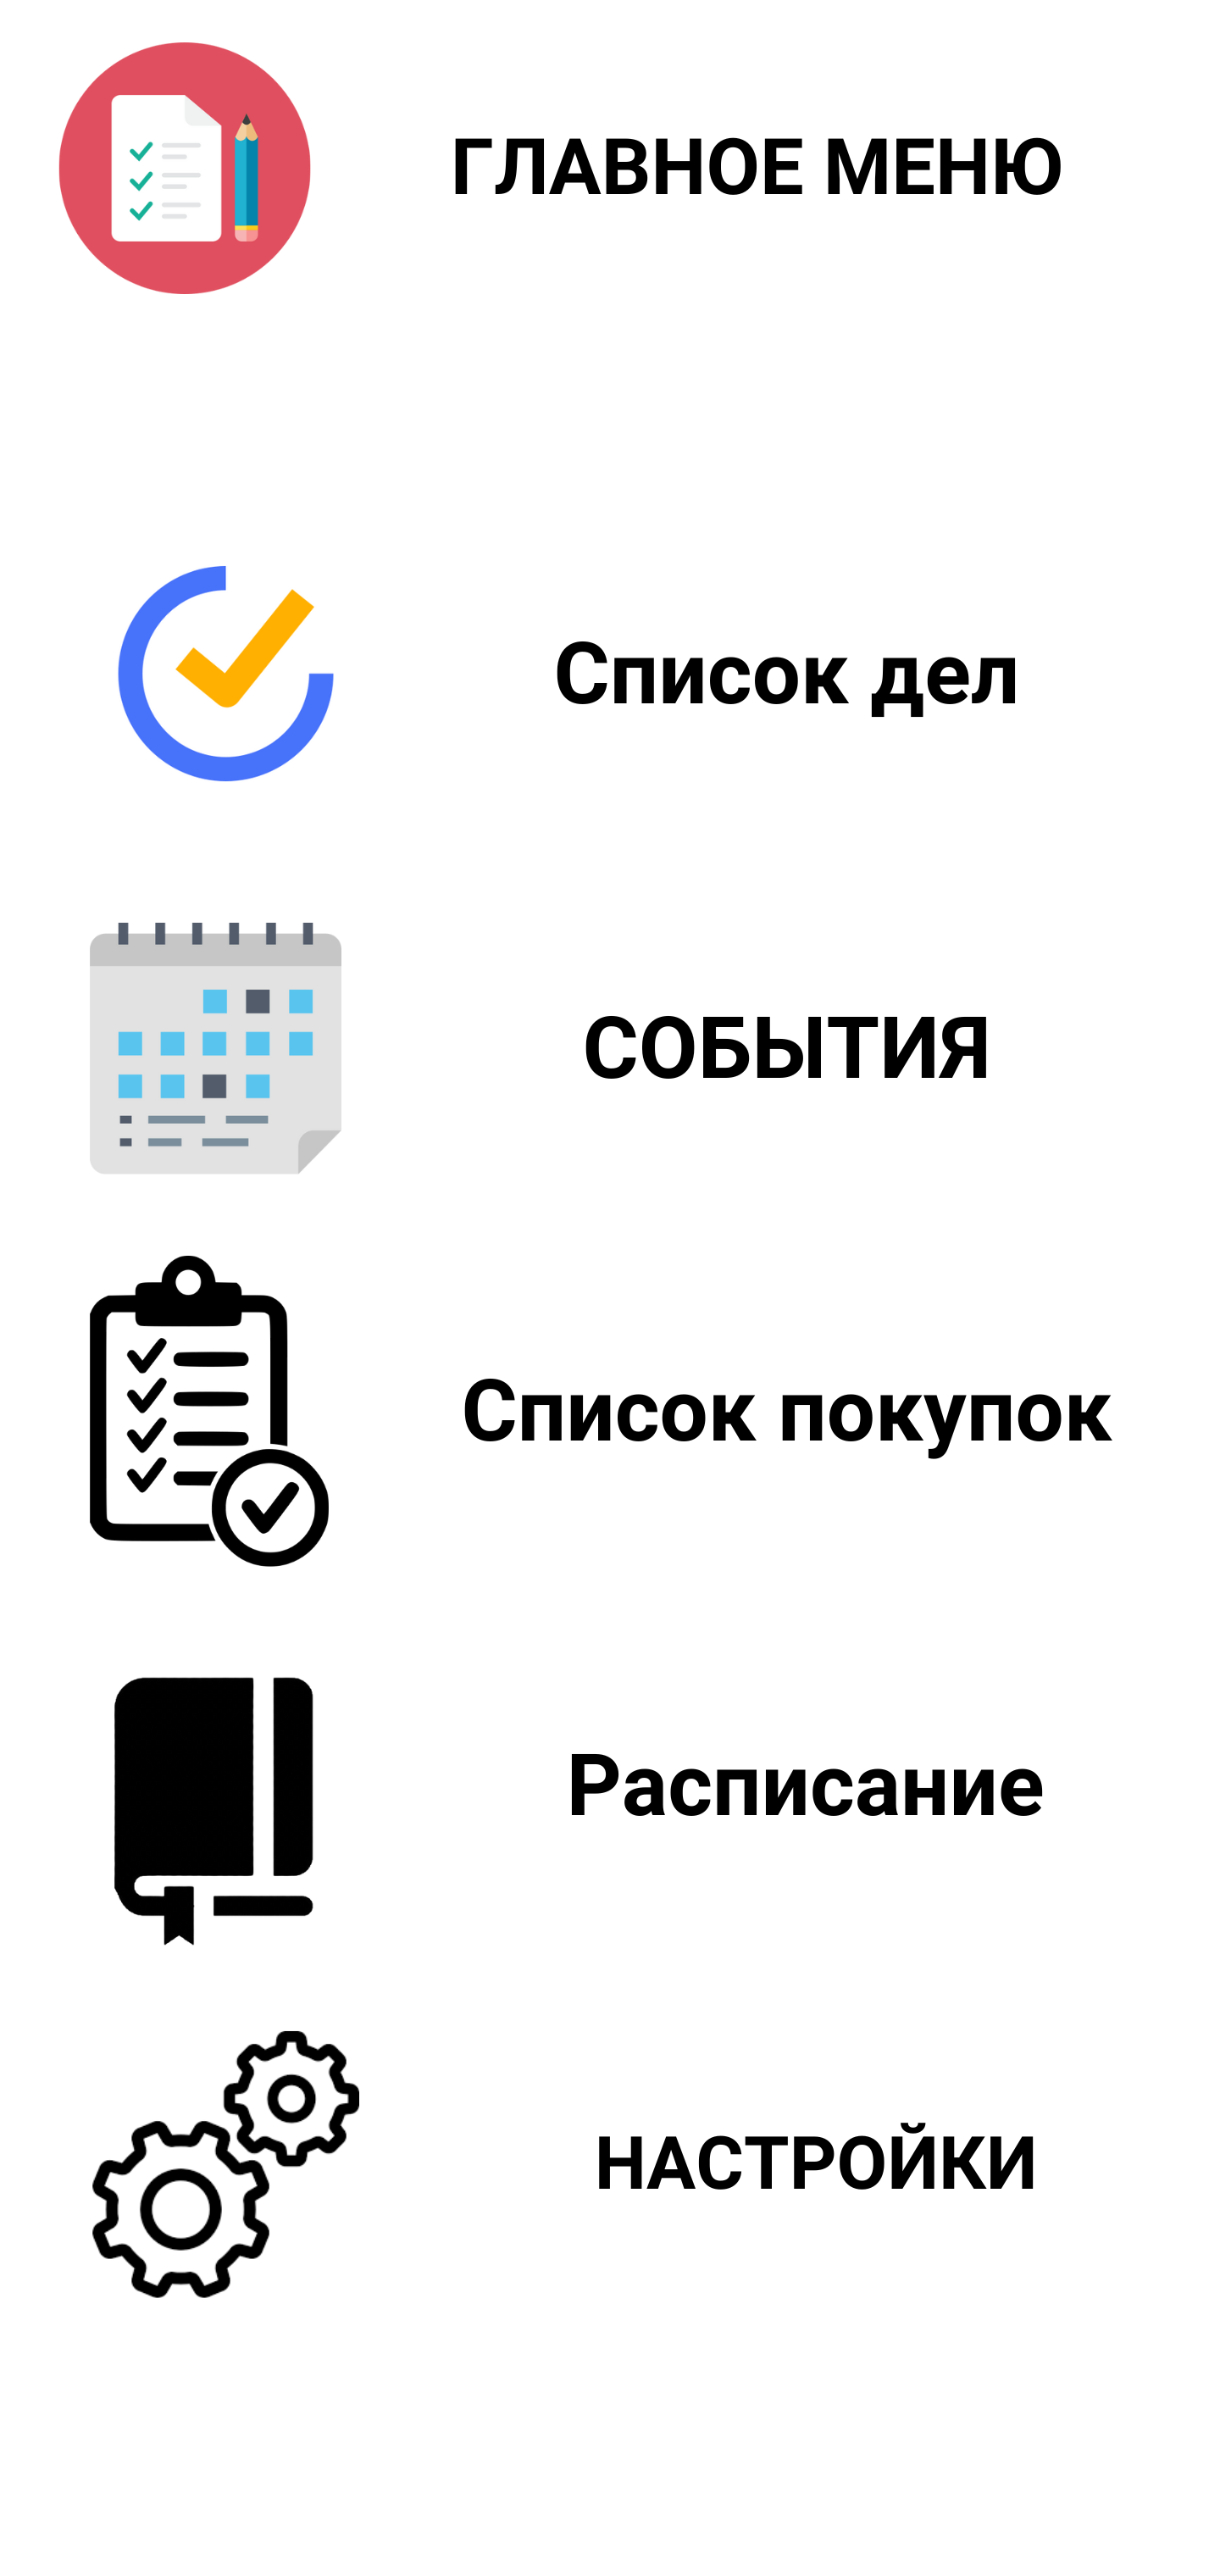 ГЛАВНОЕ МЕНЮ
Список дел
СОБЫТИЯ
Список покупок
Расписание
НАСТРОЙКИ